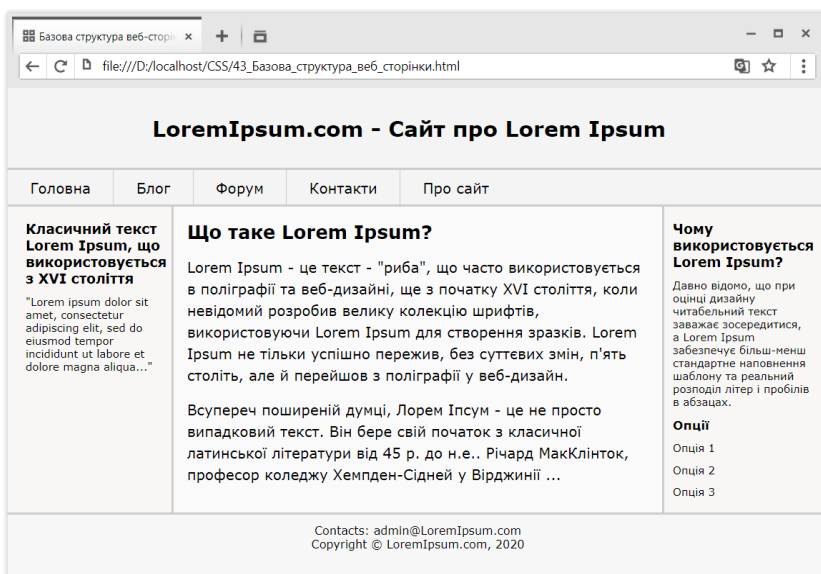 Базова структура веб-сторін
file:///D:/localhost/CSS/43_Базова_структура_веб_сторінки.html
LoremIpsum.com - Сайт про Lorem Ipsum
Головна Блог Форум Контакти Про сайт
Класичний текст
Lorem Ipsum, що
використовується
з XVI століття
"Lorem ipsum dolor sit
amet, consectetur
adipiscing elit, sed do
eiusmod tempor
incididunt ut labore et
dolore magna aliqua..."
Що таке Lorem Ipsum?
Lorem Ipsum - це текст - "риба", що часто використовується
в поліграфії та веб-дизайні, ще з початку XVI століття, коли
невідомий розробив велику колекцію шрифтів,
використовуючи Lorem Ipsum для створення зразків. Lorem
Ipsum не тільки успішно пережив, без суттєвих змін, п'ять
століть, але й перейшов з поліграфії у веб-дизайн.
Всупереч поширеній думці, Лорем Іпсум - це не просто
випадковий текст. Він бере свій початок з класичної
латинської літератури від 45 р. до н.е.. Річард МакКлінток,
професор коледжу Хемпден-Сідней у Вірджинії ...
Чому
використовується
Lorem Ipsum?
Давно відомо, що при
оцінці дизайну
читабельний текст
заважає зосередитися,
а Lorem Ipsum
забезпечує більш-менш
стандартне наповнення
шаблону та реальний
розподіл літер і пробілів
в абзацах.
Опції
Опція 1
Опція 2
Опція 3
Contacts: admin@LoremIpsum.com
Copyright © LoremIpsum.com, 2020